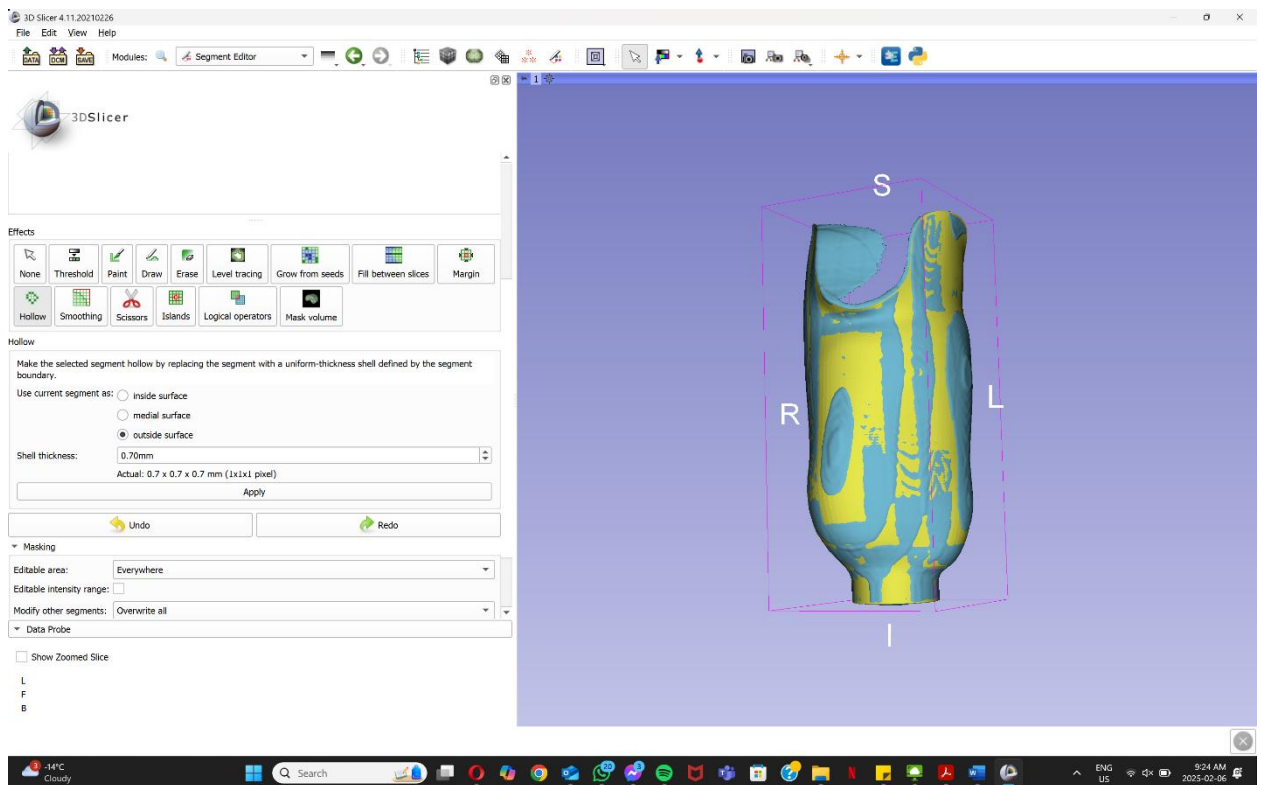 3D Slicer 4.11.20210226
File Edit View Help
DATA DCM SAVE Modules: Segment Editor
1
3DSlicer
Effects
None Threshold Paint Draw Erase Level tracing Grow from seeds Fill between slices Margin
Hollow Smoothing Scissors Islands Logical operators Mask volume
Hollow
Make the selected segment hollow by replacing the segment with a uniform-thickness shell defined by the segment
boundary.
Use current segment as: inside surface
medial surface
outside surface
Shell thickness: 0.70mm
Actual: 0.7 x 0.7 x 0.7 mm (1x1x1 pixel)
Apply
Undo Redo
Masking
Editable area: Everywhere
Editable intensity range:
Modify other segments: Overwrite all
Data Probe
Show Zoomed Slice
L
F
B
S
R
L
I
3 -14°C
Cloudy
Search
20
3
ENG
US
9:24 AM
2025-02-06